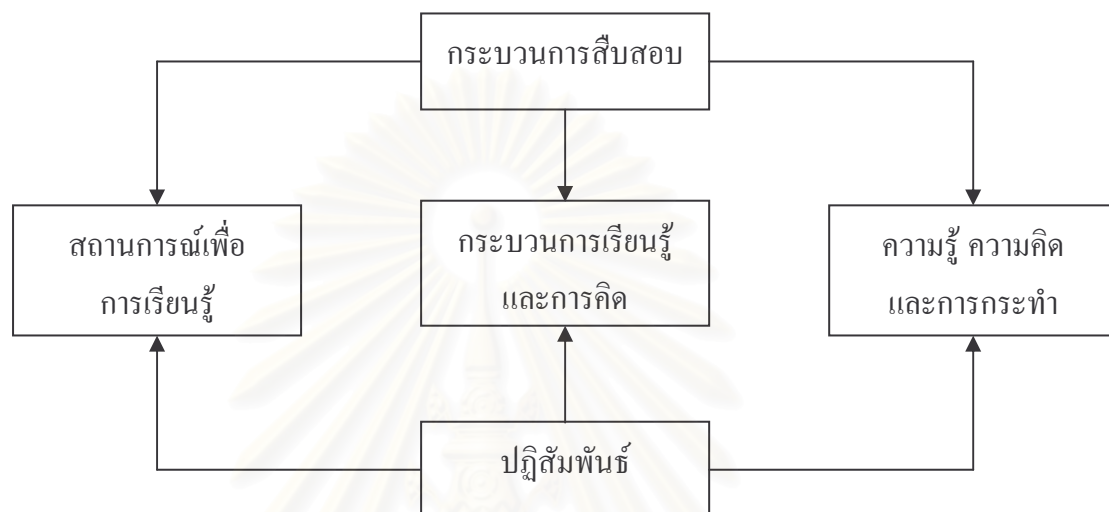 กระบวนการสืบสอบ
สถานการณ์เพื่อ
การเรียนรู้
กระบวนการเรียนรู้
และการคิด
ความรู้ ความคิด
และการกระทำ
ปฏิสัมพันธ์